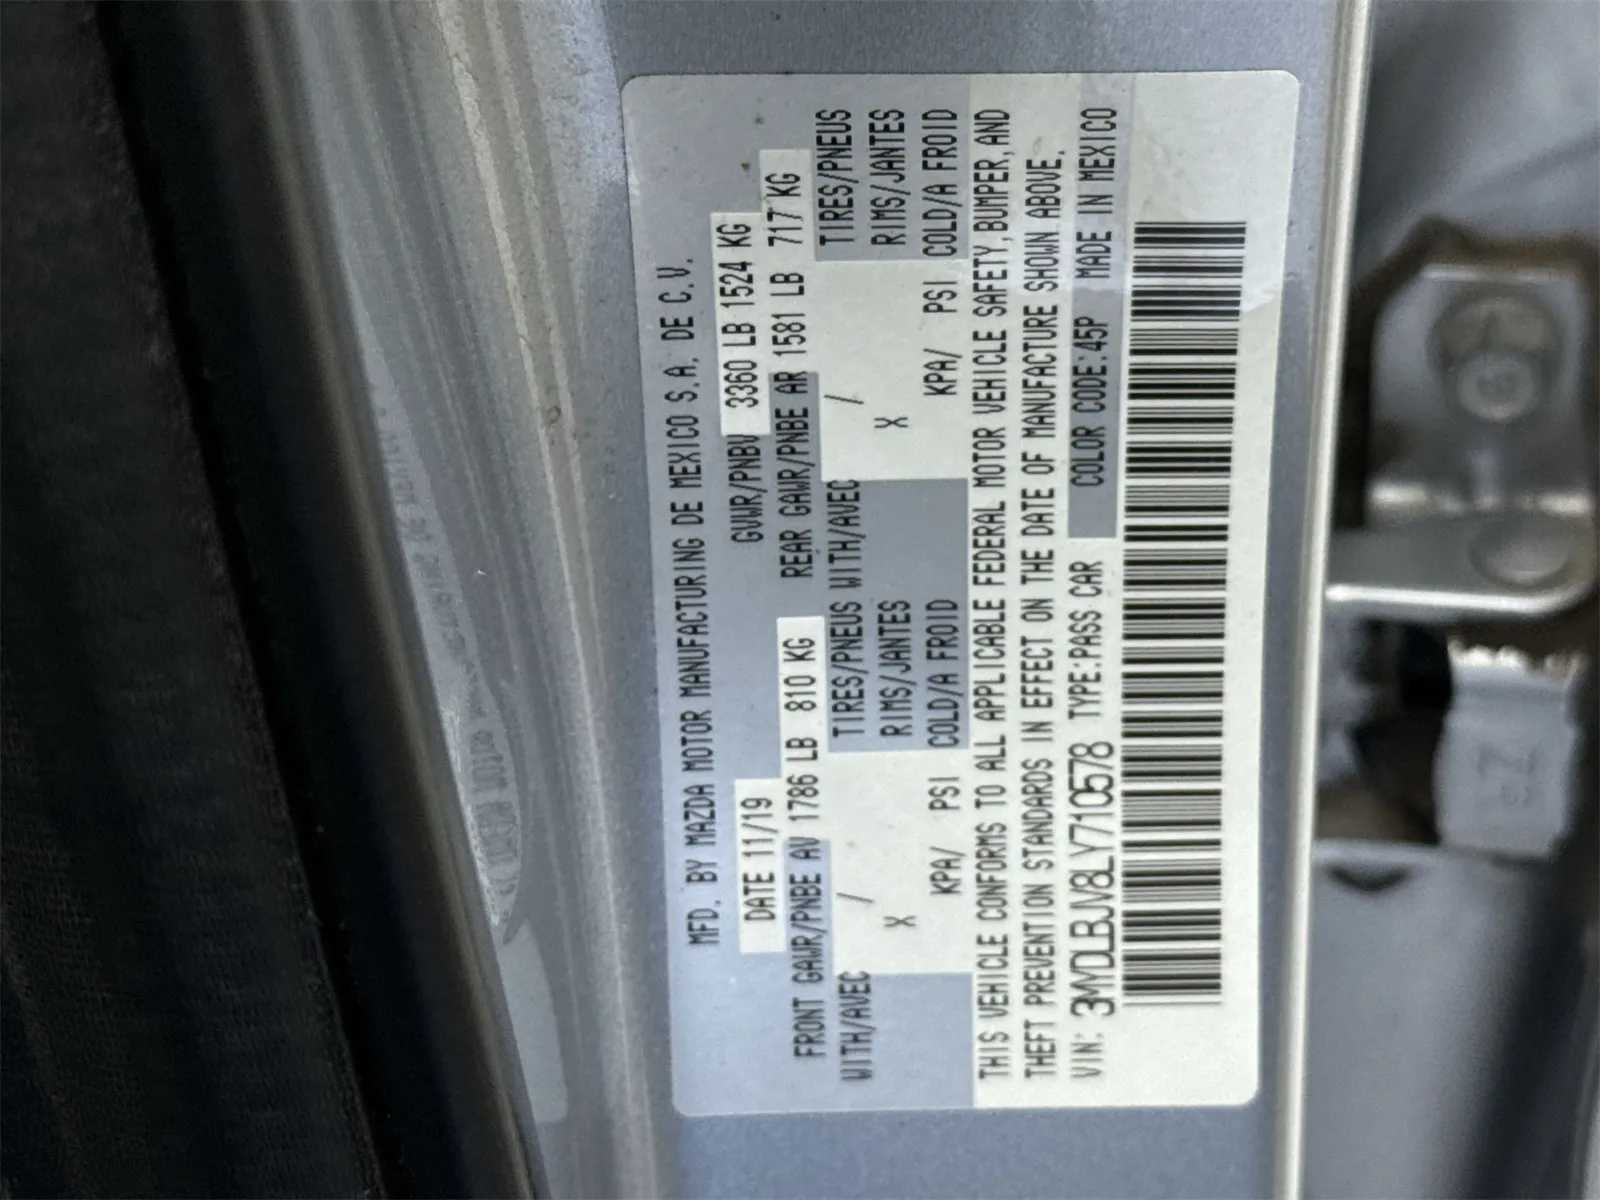 MFD. BY MAZDA MOTOR MANUFACTURING DE MEXICO S.A. DE C.V.
DATE 11/19 GVWR/PNBV 3360 LB 1524 KG
FRONT GAWR/PNBE AV 1786 LB 810 KG REAR GAWR/PNBE AR 1581 LB 717 KG
WITH/AVEC / TIRES/PNEUS WITH/AVEC / TIRES/PNEUS
X RIMS/JANTES X RIMS/JANTES
KPA/ PSI COLD/A FROID KPA/ PSI COLD/A FROID
THIS VEHICLE CONFORMS TO ALL APPLICABLE FEDERAL MOTOR VEHICLE SAFETY, BUMPER, AND
THEFT PREVENTION STANDARDS IN EFFECT ON THE DATE OF MANUFACTURE SHOWN ABOVE.
VIN: 3MYDLBJV8LY710578 TYPE:PASS CAR COLOR CODE:45P MADE IN MEXICO